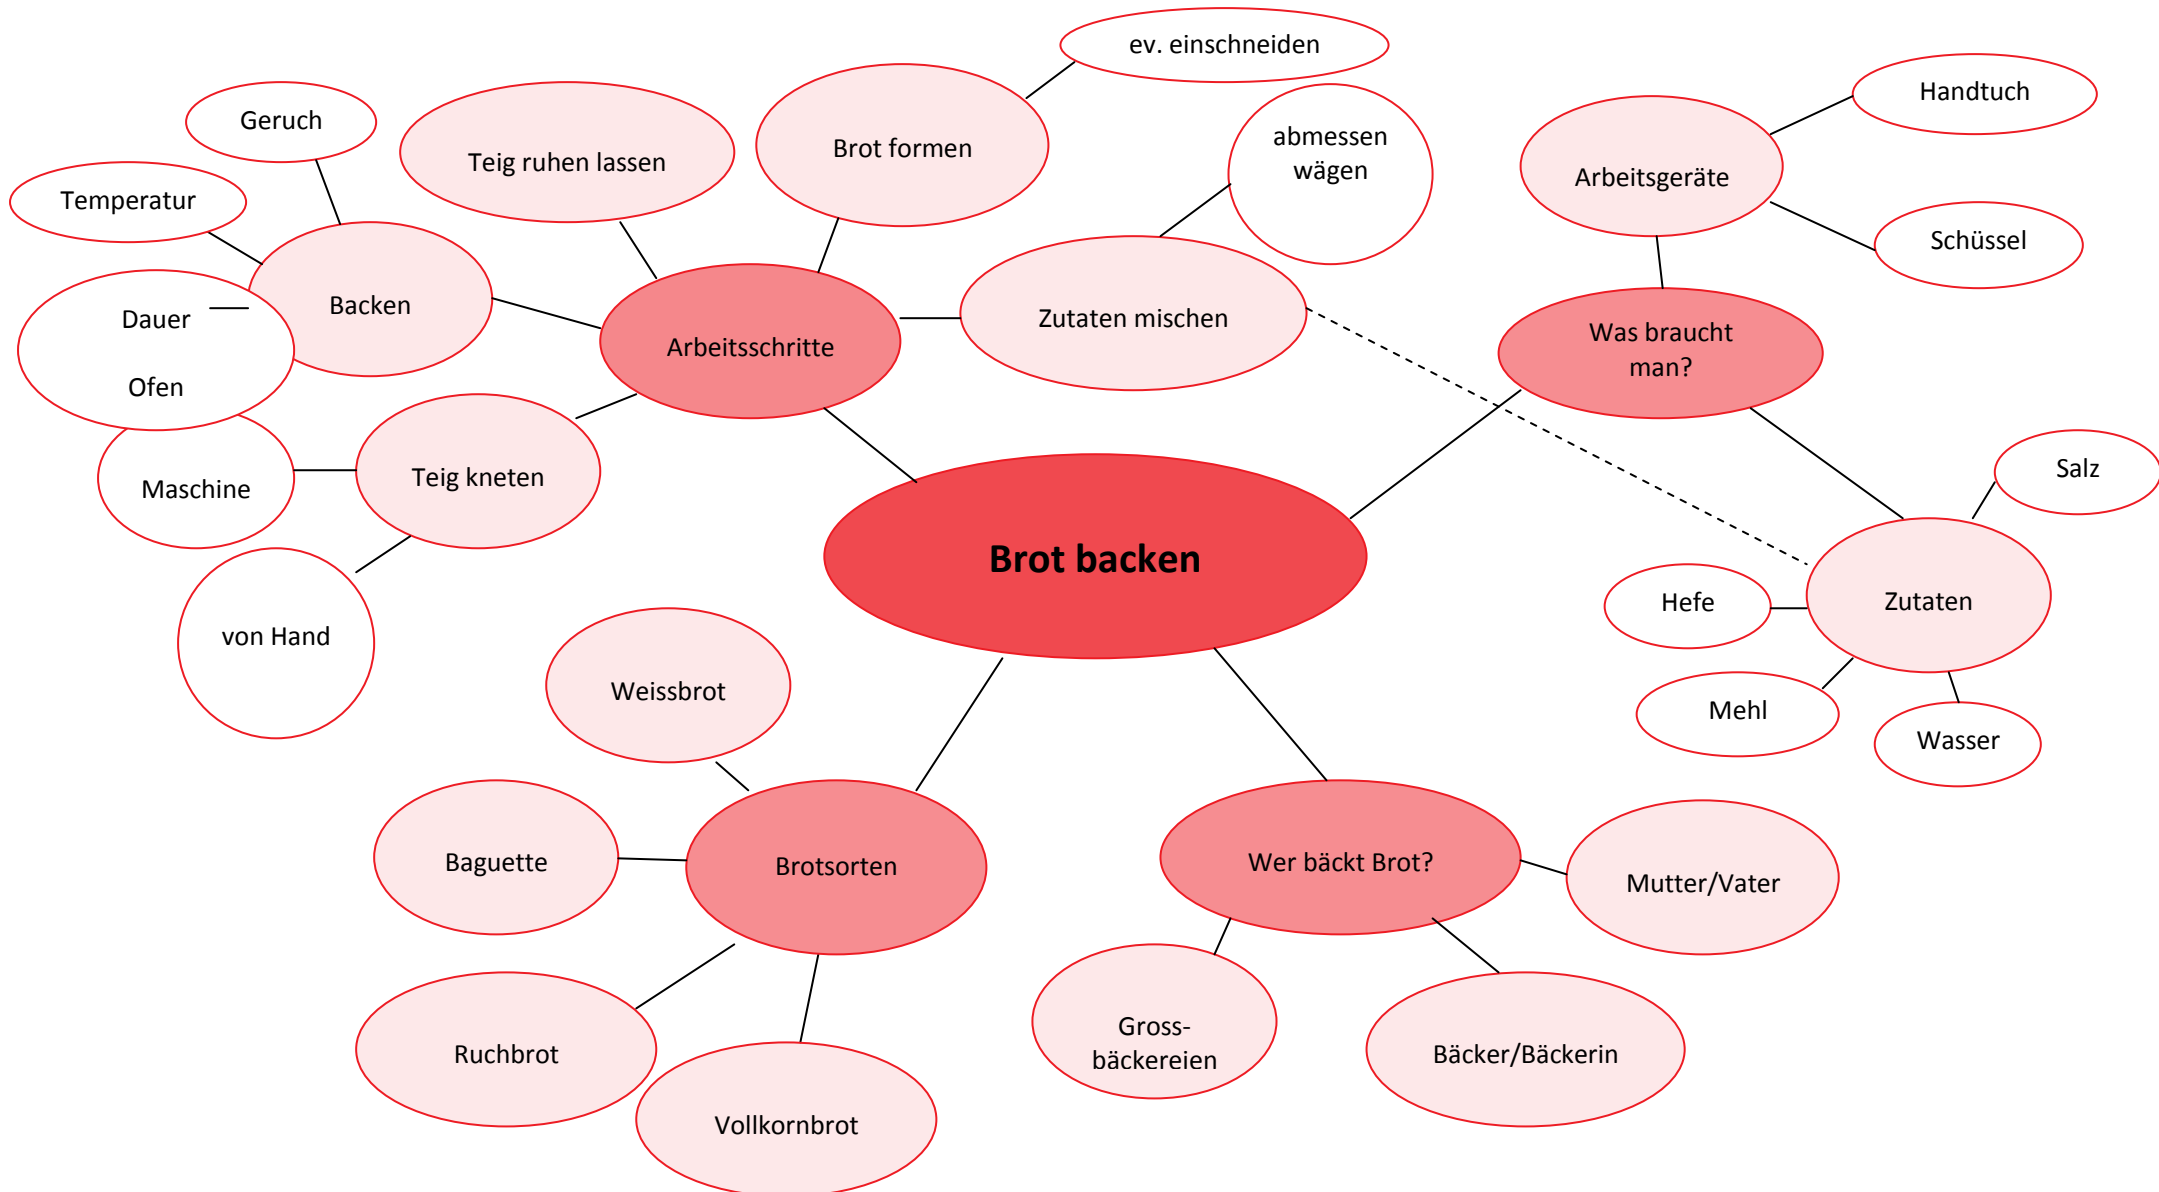 ev. einschneiden
Handtuch
Geruch
abmessen
wägen
Teig ruhen lassen
Brot formen
Arbeitsgeräte
Temperatur
Schüssel
Backen
Dauer
Ofen
Zutaten mischen
Arbeitsschritte
Was braucht
man?
Maschine
Teig kneten
Salz
Brot backen
Hefe
Zutaten
von Hand
Weissbrot
Mehl
Wasser
Baguette
Brotsorten
Wer bäckt Brot?
Mutter/Vater
Gross-
bäckereien
Ruchbrot
Bäcker/Bäckerin
Vollkornbrot